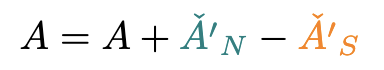 A = A + Ǎ′_N − Ǎ′_S